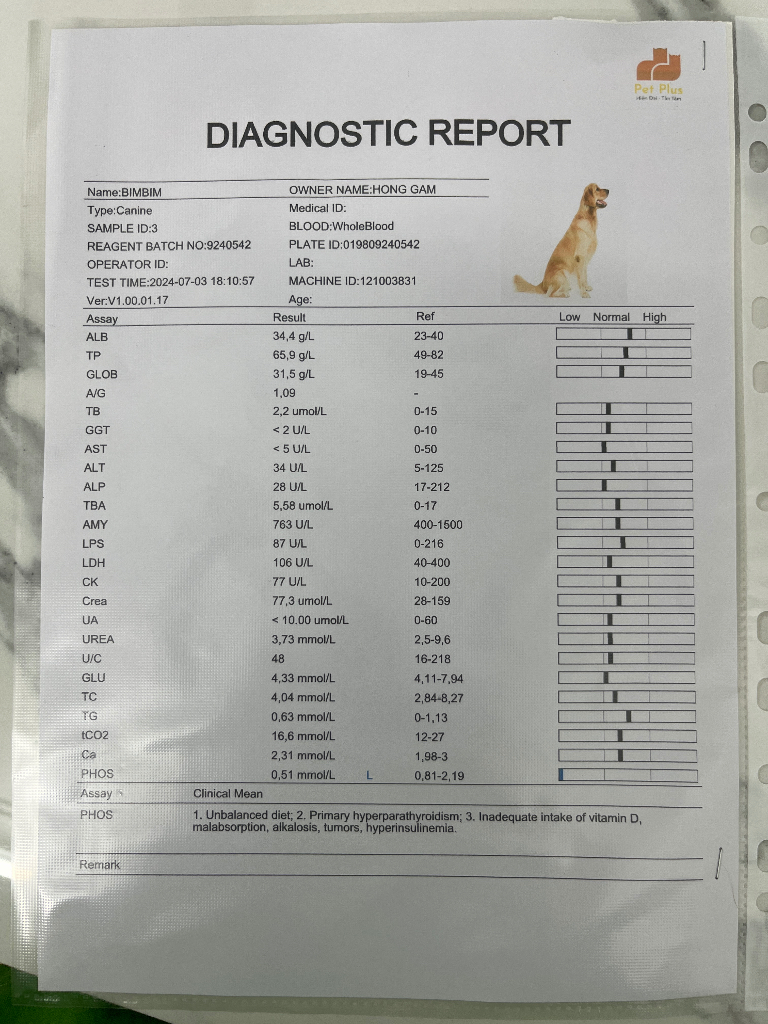 Pet Plus
DIAGNOSTIC REPORT
Name:BIMBIM OWNER NAME:HONG GAM
Type:Canine Medical ID:
SAMPLE ID:3 BLOOD:WholeBlood
REAGENT BATCH NO:9240542 PLATE ID:019809240542
OPERATOR ID: LAB:
TEST TIME:2024-07-03 18:10:57 MACHINE ID:121003831
Ver:V1.00.01.17 Age:
Assay Result Ref Low Normal High
ALB 34,4 g/L 23-40
TP 65,9 g/L 49-82
GLOB 31,5 g/L 19-45
A/G 1,09 -
TB 2,2 umol/L 0-15
GGT < 2 U/L 0-10
AST < 5 U/L 0-50
ALT 34 U/L 5-125
ALP 28 U/L 17-212
TBA 5,58 umol/L 0-17
AMY 763 U/L 400-1500
LPS 87 U/L 0-216
LDH 106 U/L 40-400
CK 77 U/L 10-200
Crea 77,3 umol/L 28-159
UA < 10.00 umol/L 0-60
UREA 3,73 mmol/L 2,5-9,6
U/C 48 16-218
GLU 4,33 mmol/L 4,11-7,94
TC 4,04 mmol/L 2,84-8,27
TG 0,63 mmol/L 0-1,13
tCO2 16,6 mmol/L 12-27
Ca 2,31 mmol/L 1,98-3
PHOS 0,51 mmol/L L 0,81-2,19
Assay Clinical Mean
PHOS 1. Unbalanced diet; 2. Primary hyperparathyroidism; 3. Inadequate intake of vitamin D,
malabsorption, alkalosis, tumors, hyperinsulinemia.
Remark